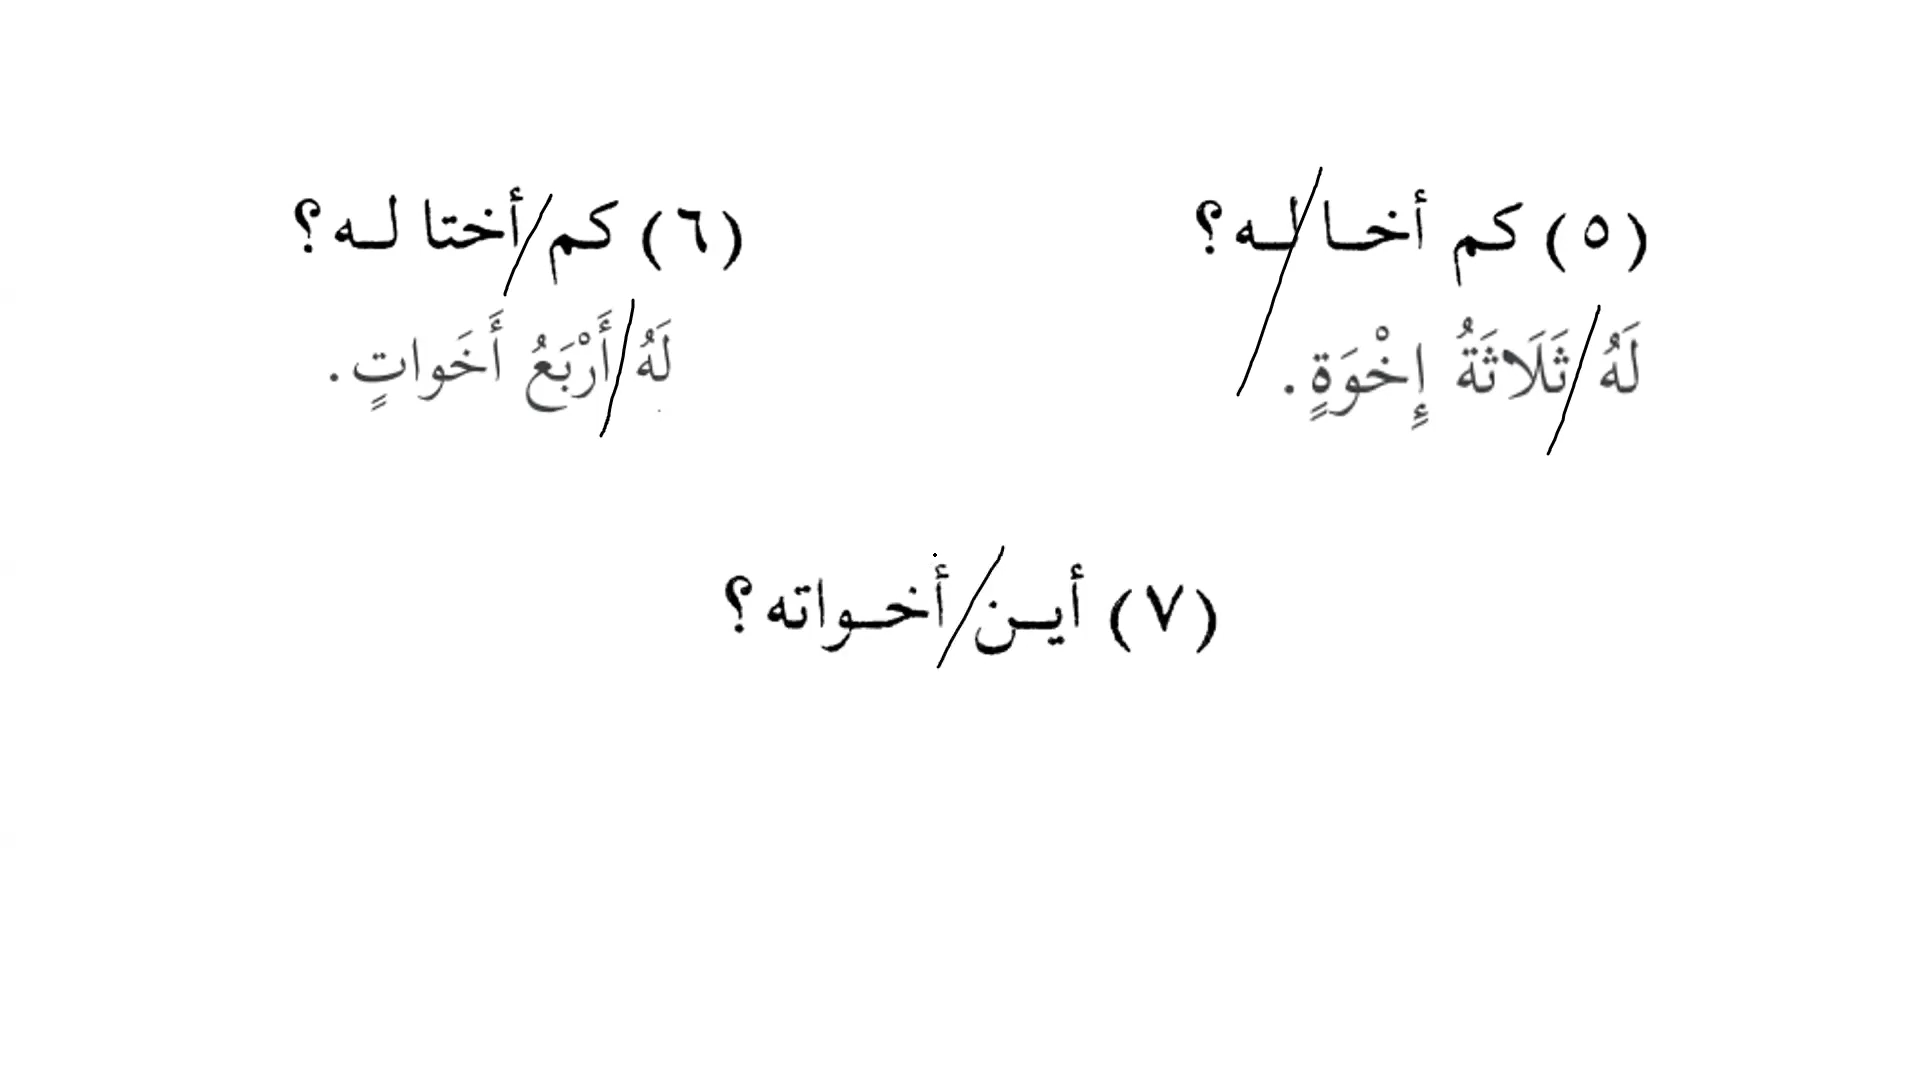 (٥) كم أخا له؟
لَهُ ثَلَاثَةُ إِخْوَةٍ.
(٦) كم أختا له؟
لَهُ أَرْبَعُ أَخَواتٍ.
(٧) أين أخواته؟